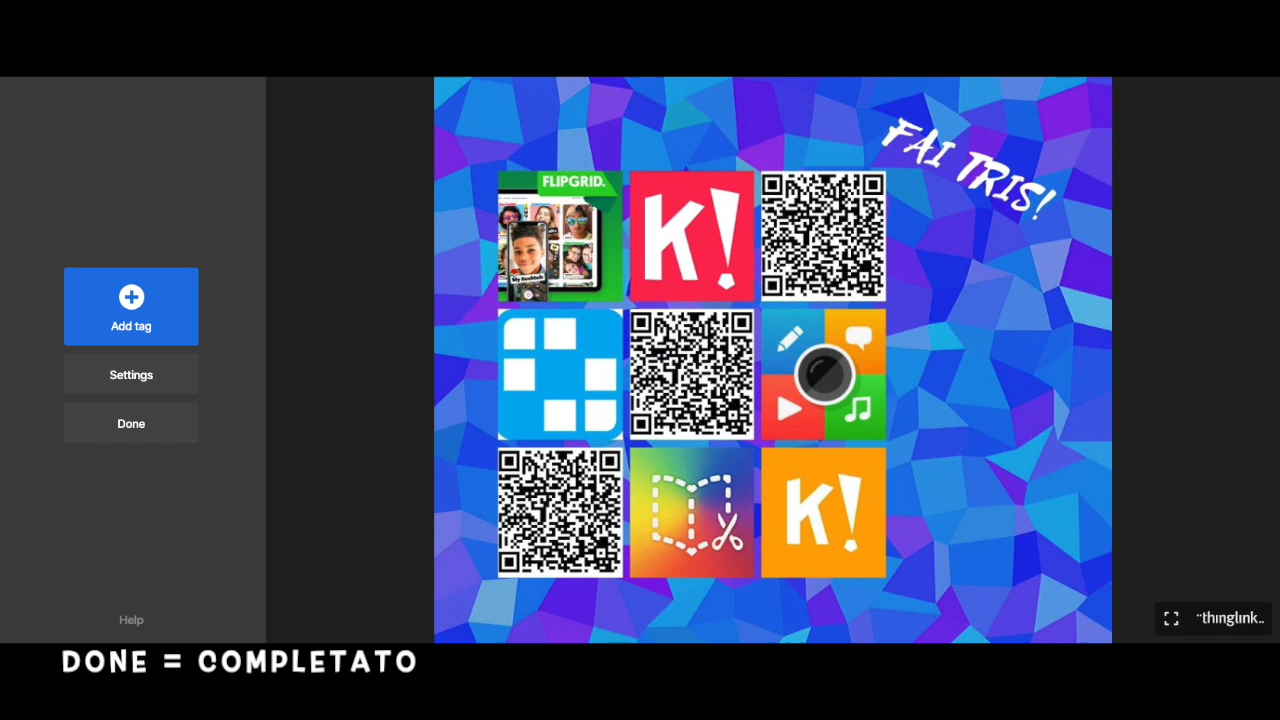 FAI TRIS!
FLIPGRID.
K!
Add tag
Settings
Done
K!
Help
¨thinglink..
DONE = COMPLETATO